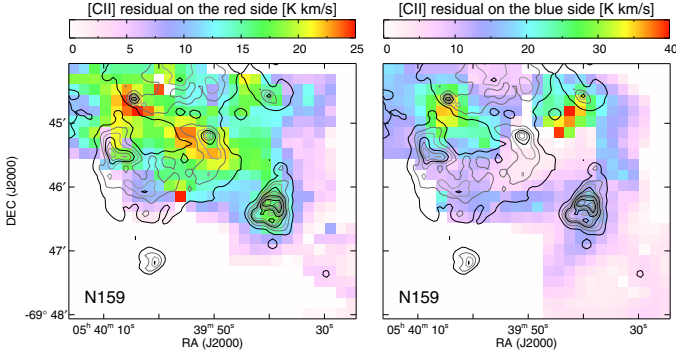 [CII] residual on the red side [K km/s]
[CII] residual on the blue side [K km/s]
0 5 10 15 20 25
0 10 20 30 40
45'
46'
47'
-69° 48'
DEC (J2000)
N159
N159
05ʰ 40ᵐ 10ˢ 39ᵐ 50ˢ 30ˢ
05ʰ 40ᵐ 10ˢ 39ᵐ 50ˢ 30ˢ
RA (J2000)
RA (J2000)